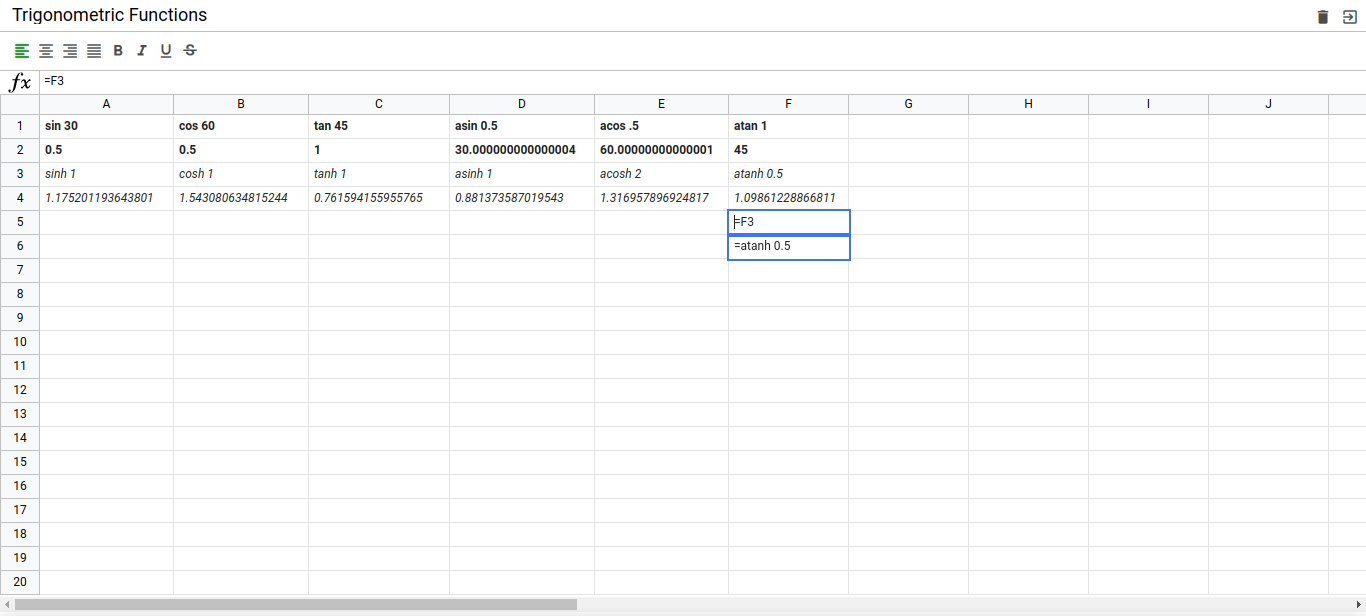 Trigonometric Functions
B I U S
fx =F3
A B C D E F G H I J
1 sin 30 cos 60 tan 45 asin 0.5 acos .5 atan 1
2 0.5 0.5 1 30.000000000000004 60.00000000000001 45
3 sinh 1 cosh 1 tanh 1 asinh 1 acosh 2 atanh 0.5
4 1.175201193643801 1.543080634815244 0.761594155955765 0.881373587019543 1.316957896924817 1.09861228866811
5 =F3
6 =atanh 0.5
7
8
9
10
11
12
13
14
15
16
17
18
19
20